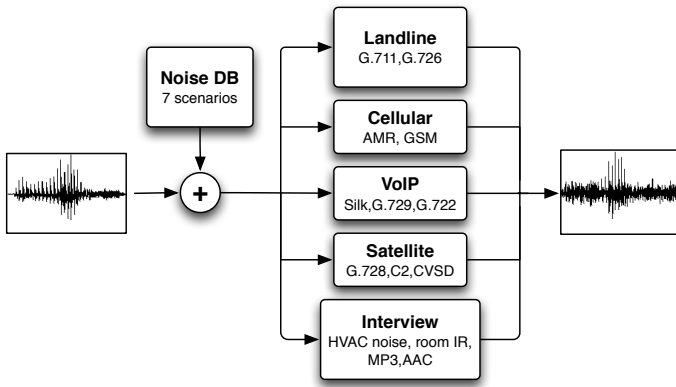 Noise DB
7 scenarios
+
Landline
G.711,G.726
Cellular
AMR, GSM
VoIP
Silk,G.729,G.722
Satellite
G.728,C2,CVSD
Interview
HVAC noise, room IR,
MP3,AAC